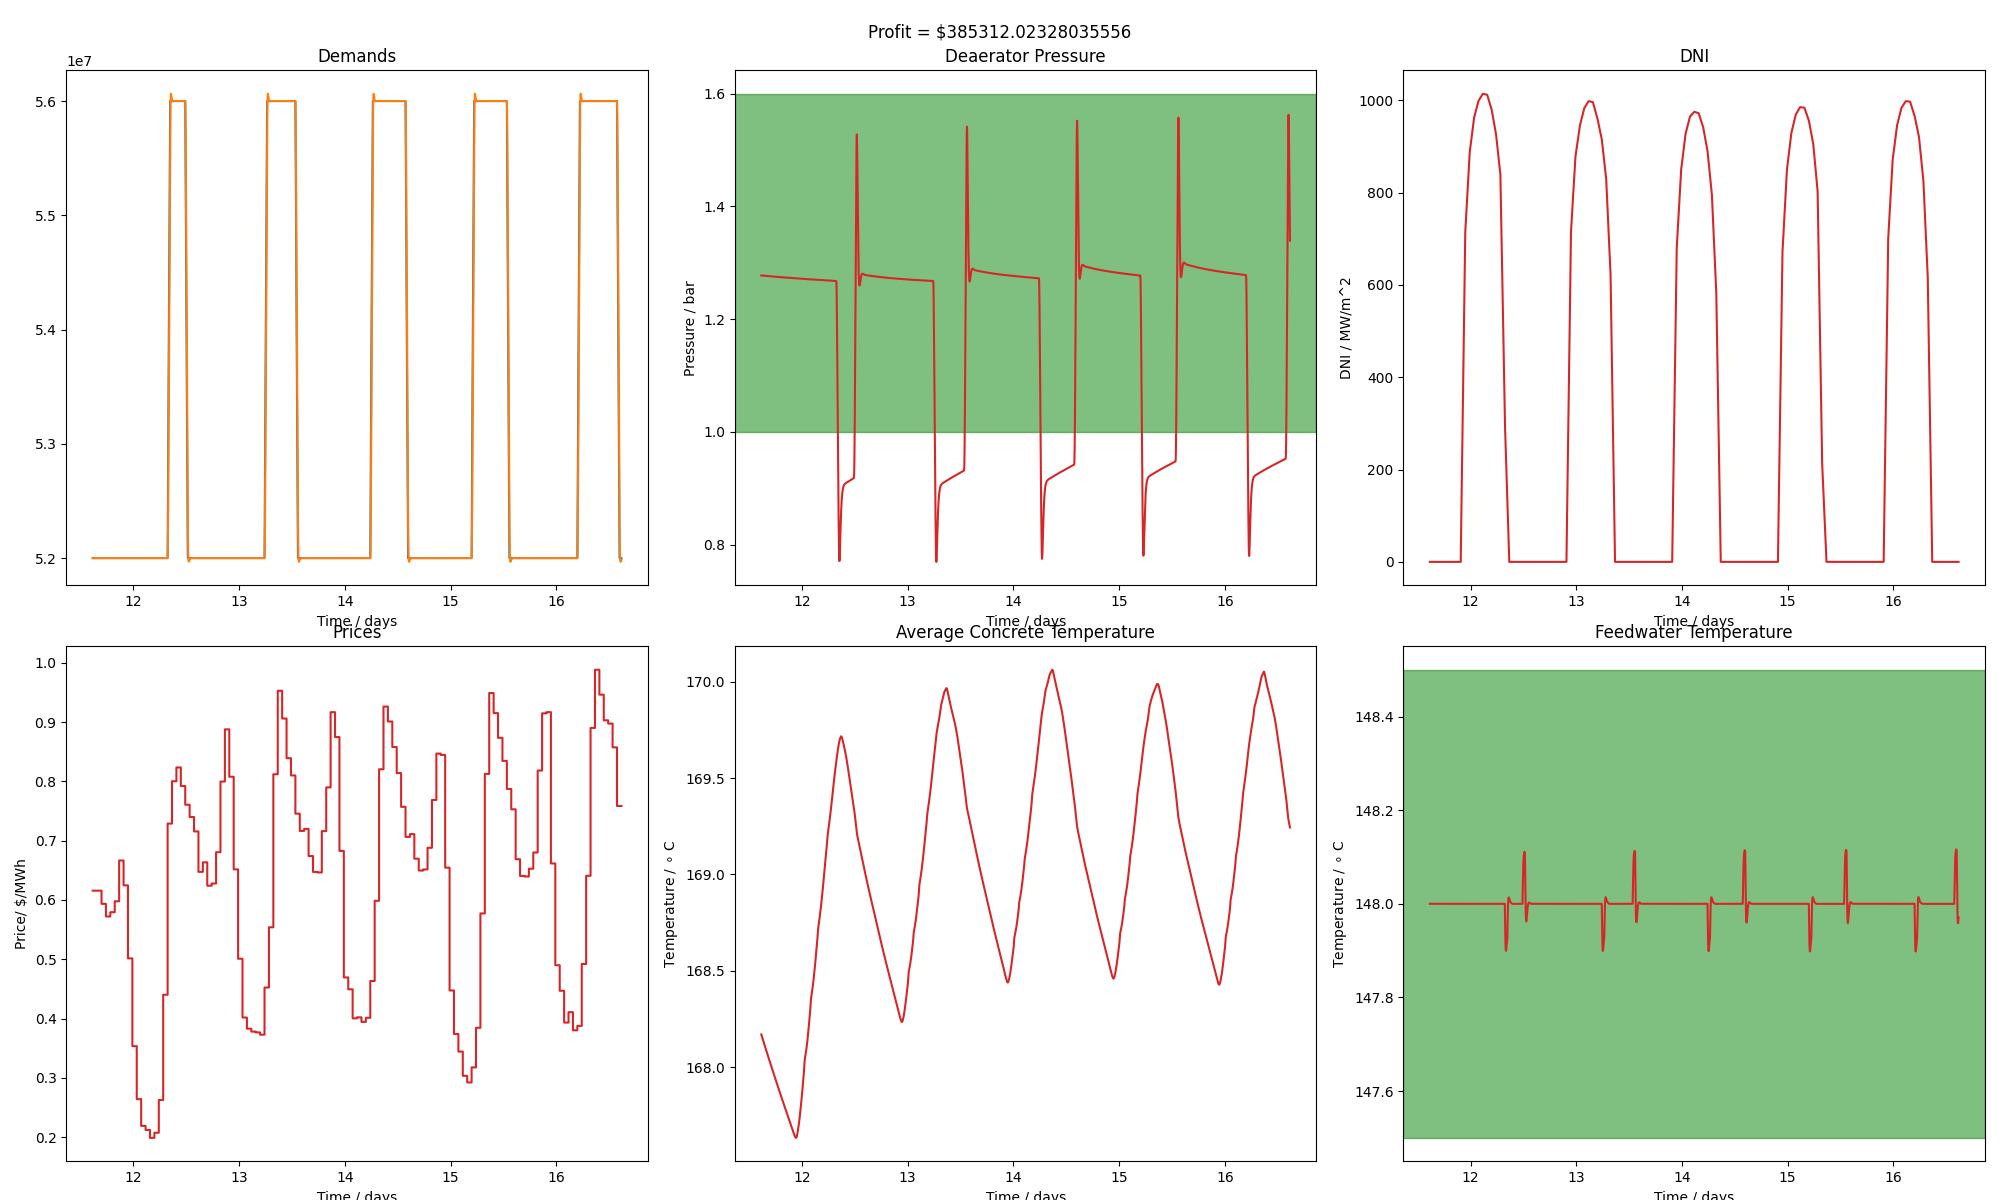 Profit = $385312.02328035556
Demands
1e7
5.6
5.5
5.4
5.3
5.2
12 13 14 15 16
Time / days
Deaerator Pressure
Pressure / bar
1.6
1.4
1.2
1.0
0.8
12 13 14 15 16
Time / days
DNI
DNI / MW/m^2
1000
800
600
400
200
0
12 13 14 15 16
Time / days
Prices
Price/ $/MWh
1.0
0.9
0.8
0.7
0.6
0.5
0.4
0.3
0.2
12 13 14 15 16
Time / days
Average Concrete Temperature
Temperature / ∘ C
170.0
169.5
169.0
168.5
168.0
12 13 14 15 16
Time / days
Feedwater Temperature
Temperature / ∘ C
148.4
148.2
148.0
147.8
147.6
12 13 14 15 16
Time / days